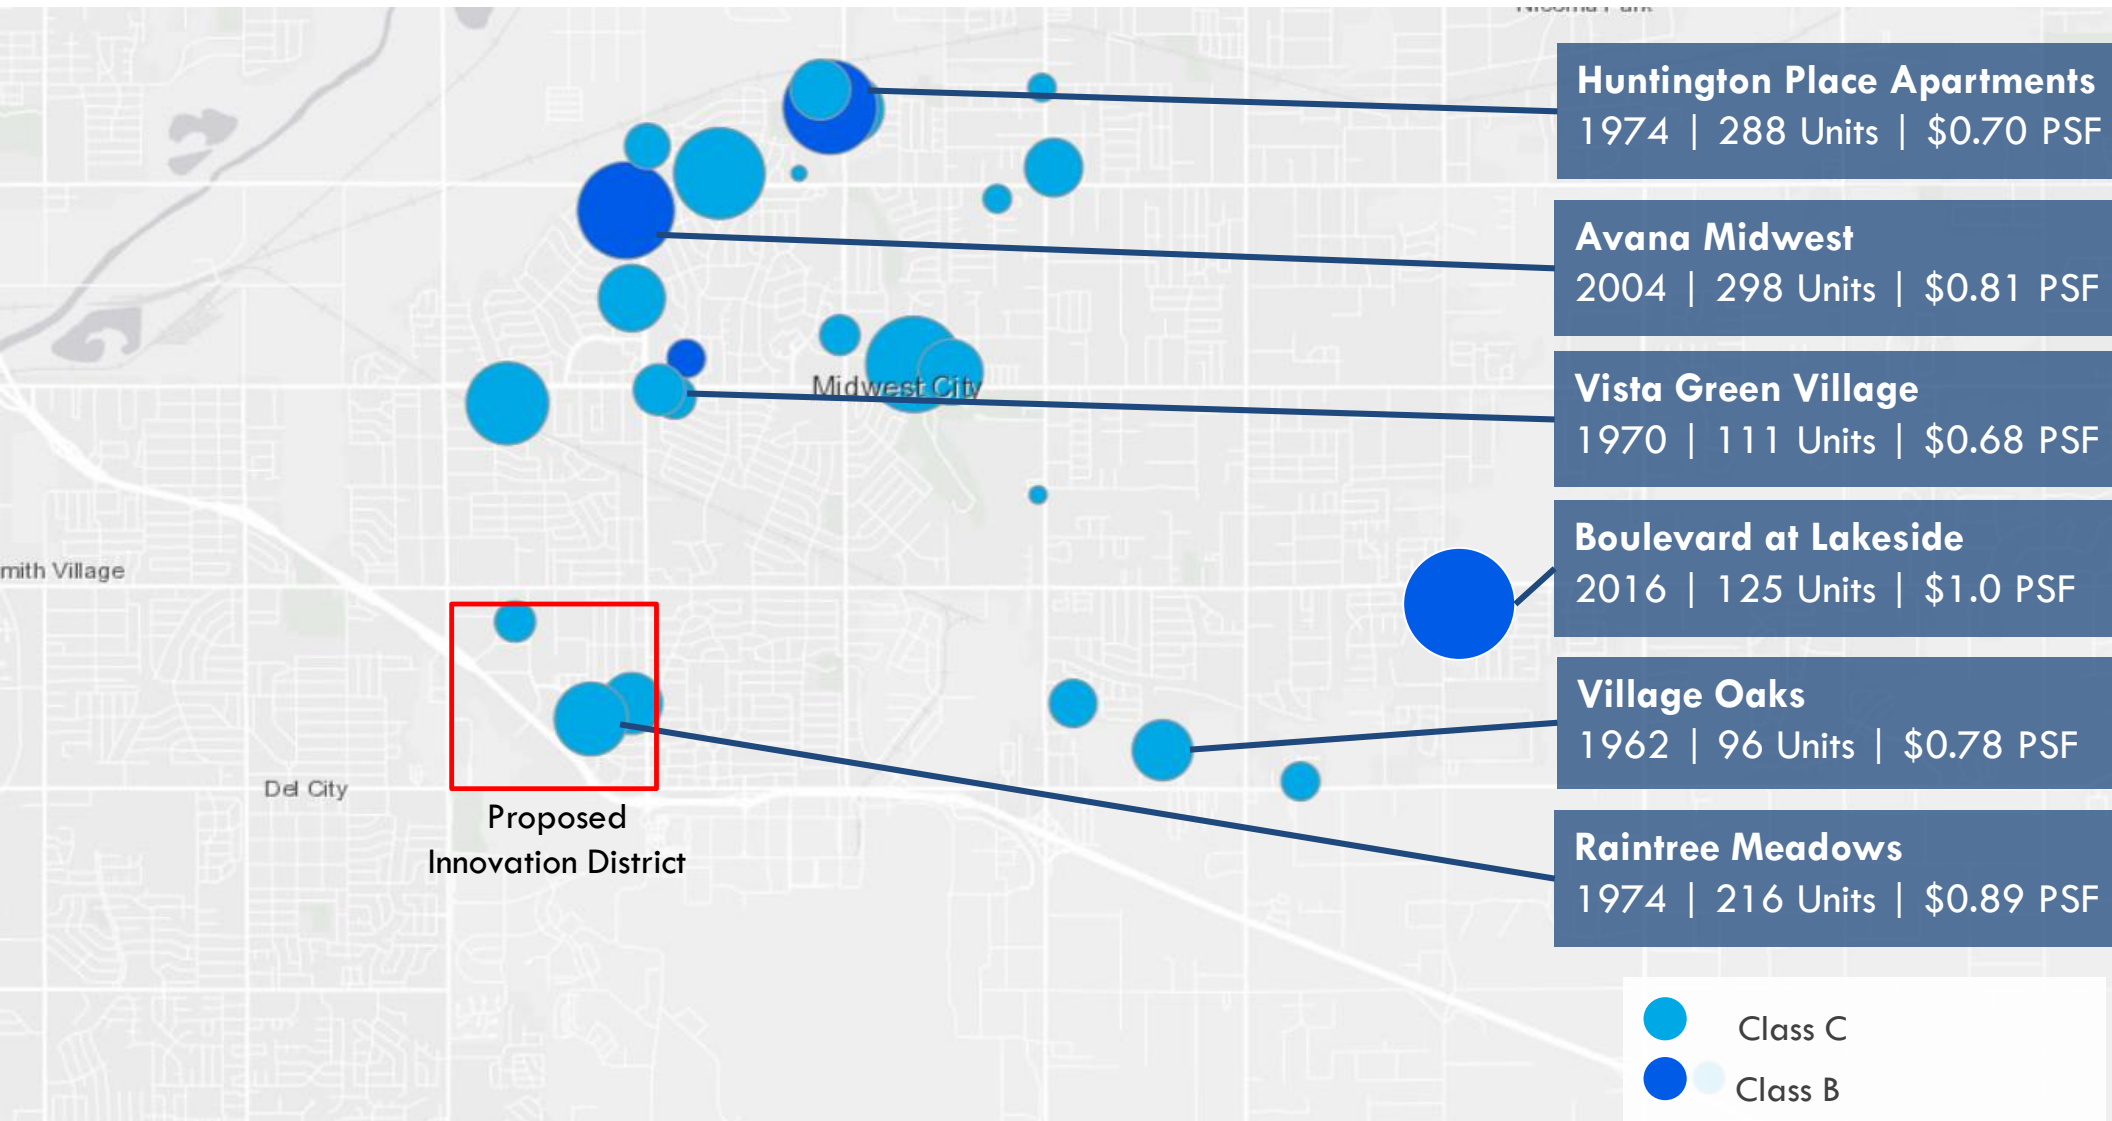 Huntington Place Apartments
1974 | 288 Units | $0.70 PSF
Avana Midwest
2004 | 298 Units | $0.81 PSF
Vista Green Village
1970 | 111 Units | $0.68 PSF
Midwest City
Boulevard at Lakeside
2016 | 125 Units | $1.0 PSF
mith Village
Village Oaks
1962 | 96 Units | $0.78 PSF
Del City
Proposed
Innovation District
Raintree Meadows
1974 | 216 Units | $0.89 PSF
Class C
Class B